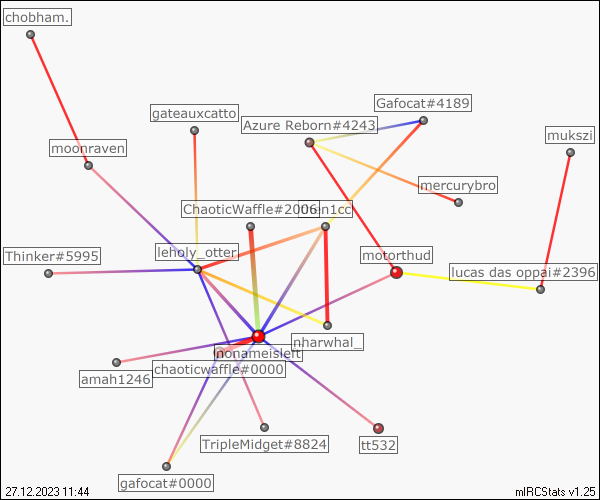 chobham.
Gafocat#4189
gateauxcatto
Azure Reborn#4243
mukszi
moonraven
mercurybro
ChaoticWaffle#2006
Thinker#5995
leholy_otter
motorthud
lucas das oppai#2396
nharwhal_
nonameisleft
chaoticwaffle#0000
amah1246
TripleMidget#8824
tt532
gafocat#0000
27.12.2023 11:44
mIRCStats v1.25